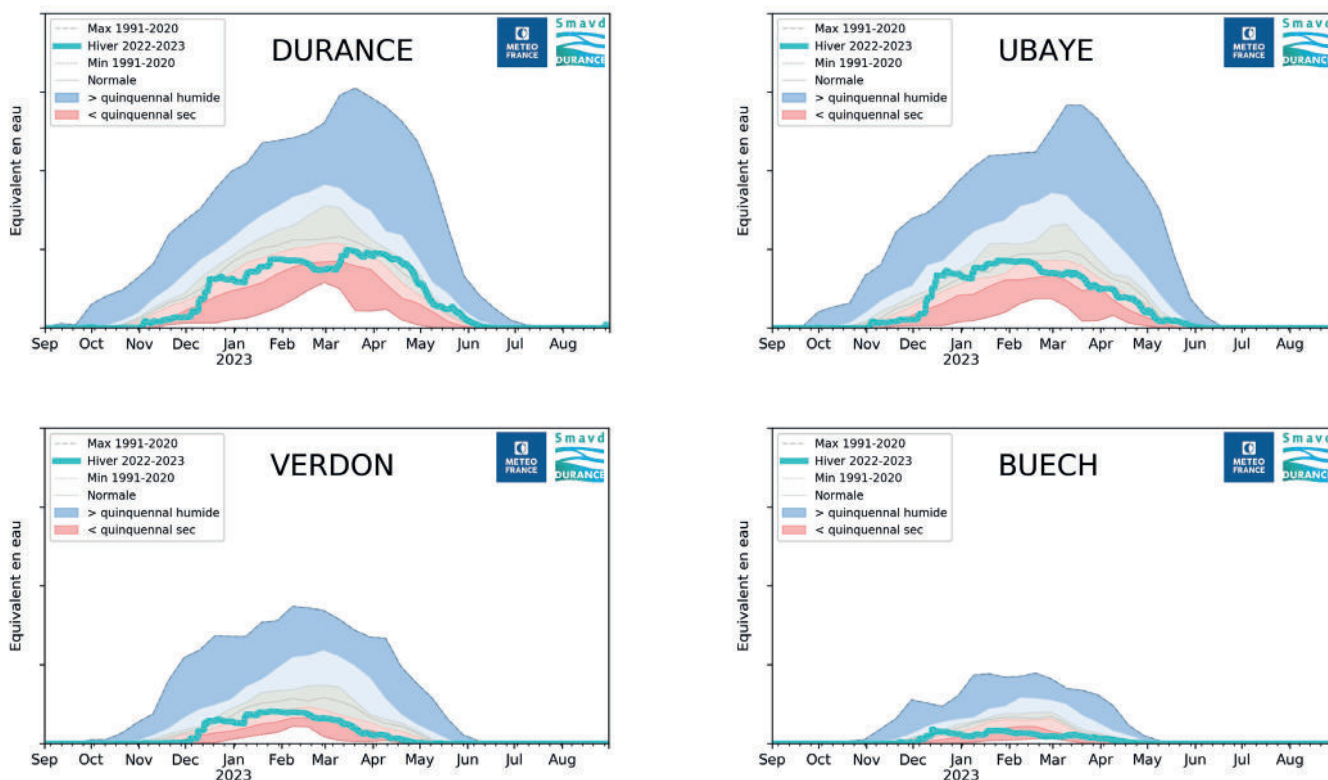 DURANCE
Max 1991-2020
Hiver 2022-2023
Min 1991-2020
Normale
> quinquennal humide
< quinquennal sec
METEO
FRANCE
Smavd
DURANCE
Equivalent en eau
Sep Oct Nov Dec Jan Feb Mar Apr May Jun Jul Aug
2023
UBAYE
Max 1991-2020
Hiver 2022-2023
Min 1991-2020
Normale
> quinquennal humide
< quinquennal sec
METEO
FRANCE
Smavd
DURANCE
Equivalent en eau
Sep Oct Nov Dec Jan Feb Mar Apr May Jun Jul Aug
2023
VERDON
Max 1991-2020
Hiver 2022-2023
Min 1991-2020
Normale
> quinquennal humide
< quinquennal sec
METEO
FRANCE
Smavd
DURANCE
Equivalent en eau
Sep Oct Nov Dec Jan Feb Mar Apr May Jun Jul Aug
2023
BUECH
Max 1991-2020
Hiver 2022-2023
Min 1991-2020
Normale
> quinquennal humide
< quinquennal sec
METEO
FRANCE
Smavd
DURANCE
Equivalent en eau
Sep Oct Nov Dec Jan Feb Mar Apr May Jun Jul Aug
2023